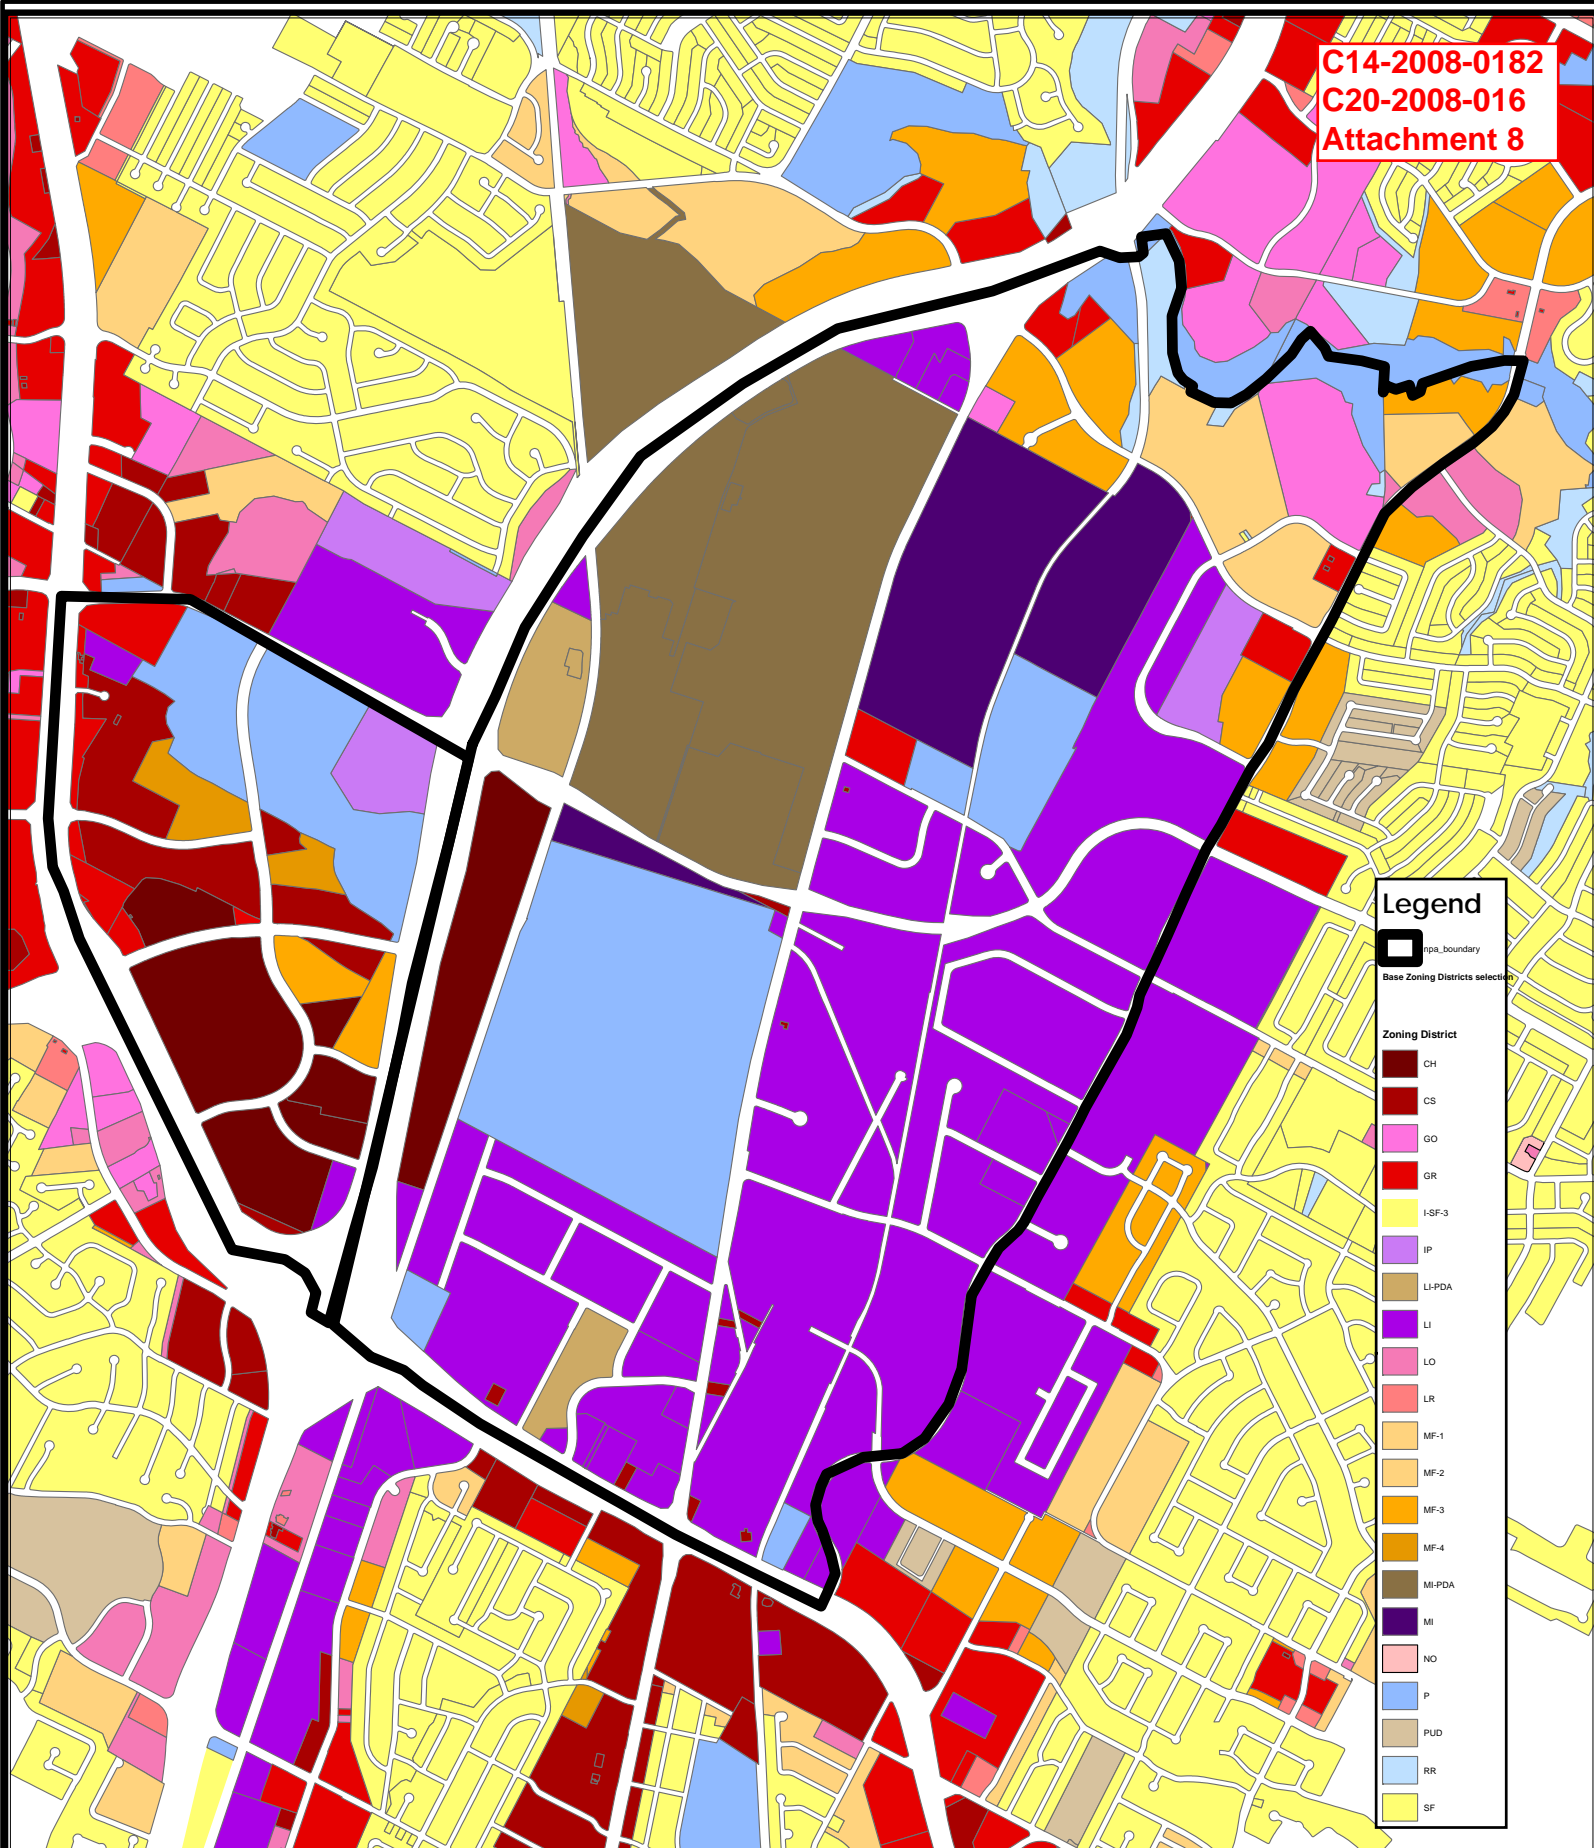 C14-2008-0182
C20-2008-016
Attachment 8
Legend
npa_boundary
Base Zoning Districts selection
Zoning District
CH
CS
GO
GR
I-SF-3
IP
LI-PDA
LI
LO
LR
MF-1
MF-2
MF-3
MF-4
MI-PDA
MI
NO
P
PUD
RR
SF